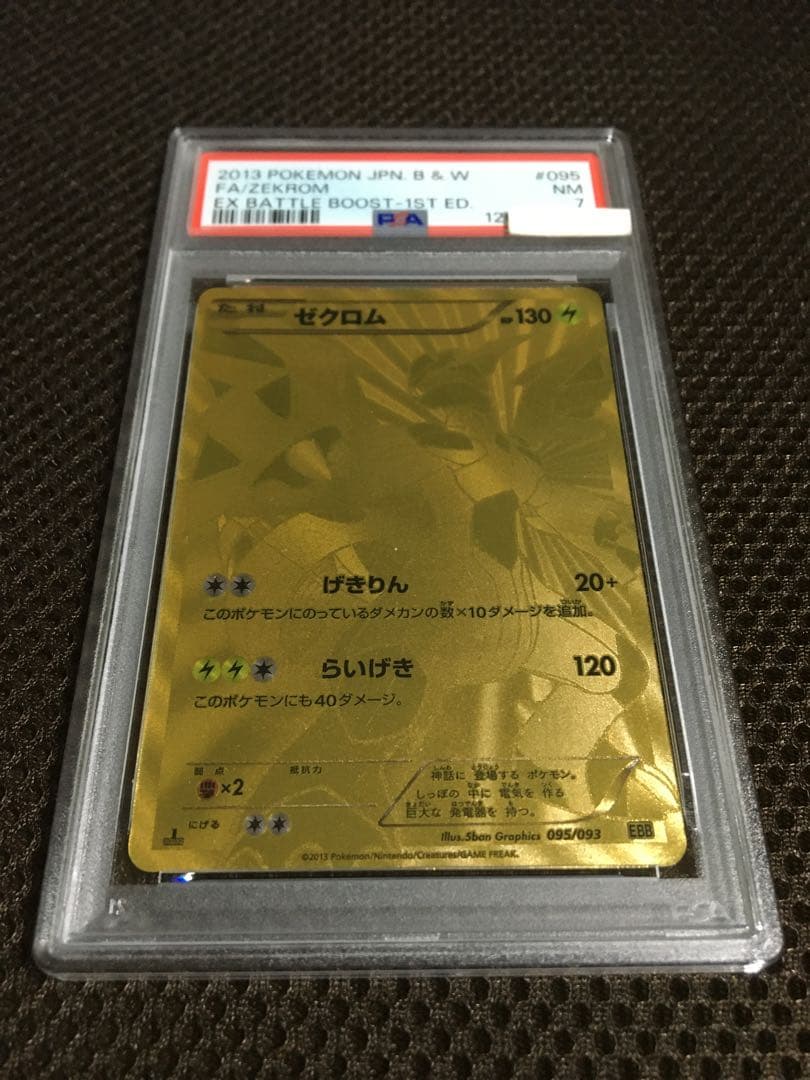 2013 POKEMON JPN. B & W #095
FA/ZEKROM NM
EX BATTLE BOOST-1ST ED. 7
PSA 12
たね ゼクロム HP130
げきりん 20+
このポケモンにのっているダメカンの数×10ダメージを追加。
らいげき 120
このポケモンにも40ダメージ。
弱点 抵抗力
×2
神話に 登場する ポケモン。
しっぽの 中に 電気を 作る
巨大な 発電器を 持つ。
にげる
1
Illus.5ban Graphics 095/093 EBB
©2013 Pokémon/Nintendo/Creatures/GAME FREAK.